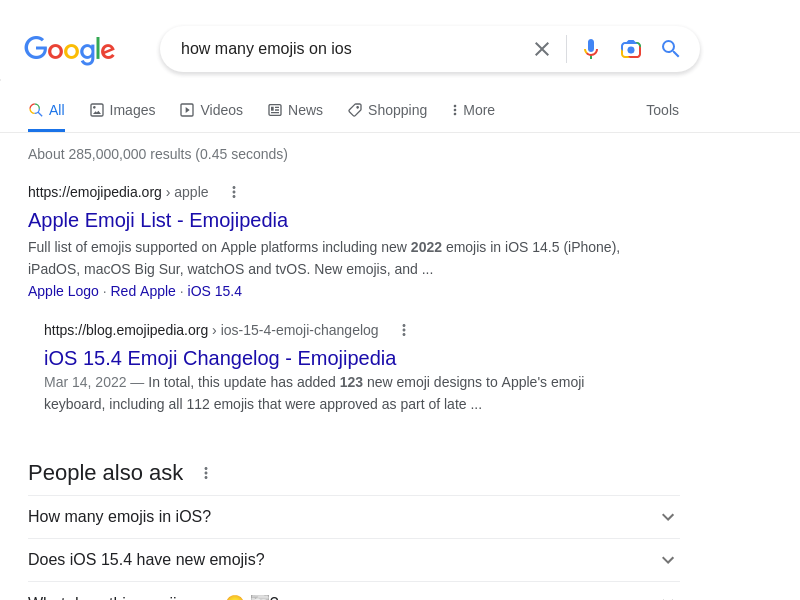 Google
how many emojis on ios
All Images Videos News Shopping More Tools
About 285,000,000 results (0.45 seconds)
https://emojipedia.org › apple
Apple Emoji List - Emojipedia
Full list of emojis supported on Apple platforms including new 2022 emojis in iOS 14.5 (iPhone),
iPadOS, macOS Big Sur, watchOS and tvOS. New emojis, and ...
Apple Logo · Red Apple · iOS 15.4
https://blog.emojipedia.org › ios-15-4-emoji-changelog
iOS 15.4 Emoji Changelog - Emojipedia
Mar 14, 2022 — In total, this update has added 123 new emoji designs to Apple's emoji
keyboard, including all 112 emojis that were approved as part of late ...
People also ask
How many emojis in iOS?
Does iOS 15.4 have new emojis?